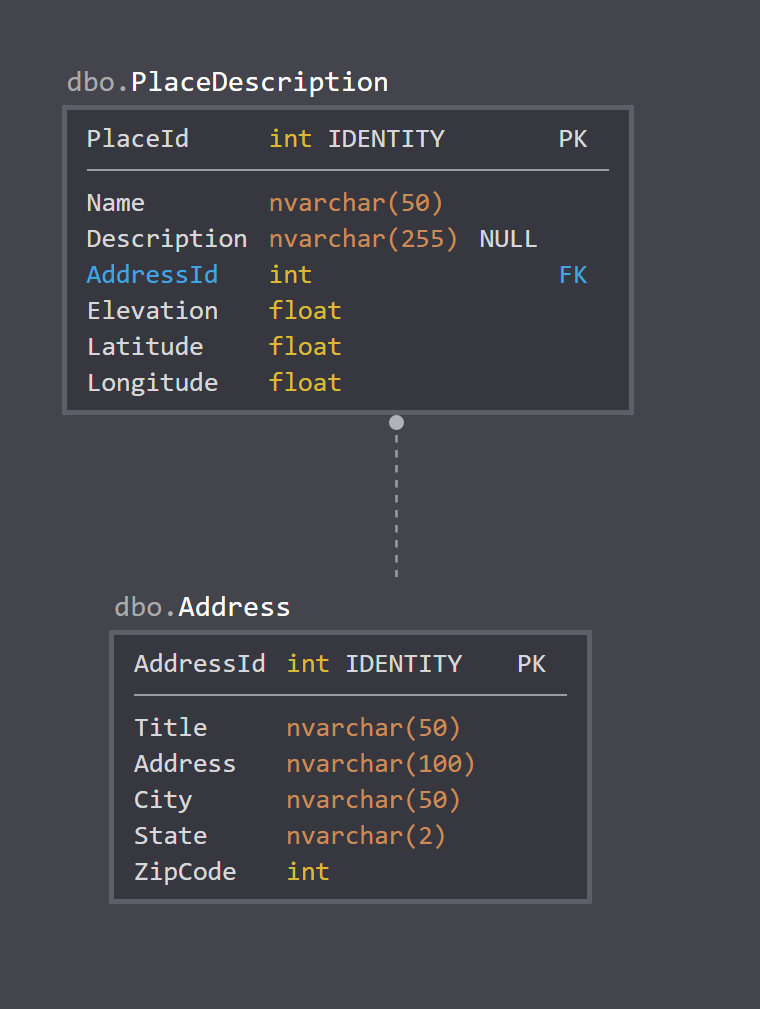 dbo.PlaceDescription
PlaceId int IDENTITY PK
Name nvarchar(50)
Description nvarchar(255) NULL
AddressId int FK
Elevation float
Latitude float
Longitude float
dbo.Address
AddressId int IDENTITY PK
Title nvarchar(50)
Address nvarchar(100)
City nvarchar(50)
State nvarchar(2)
ZipCode int